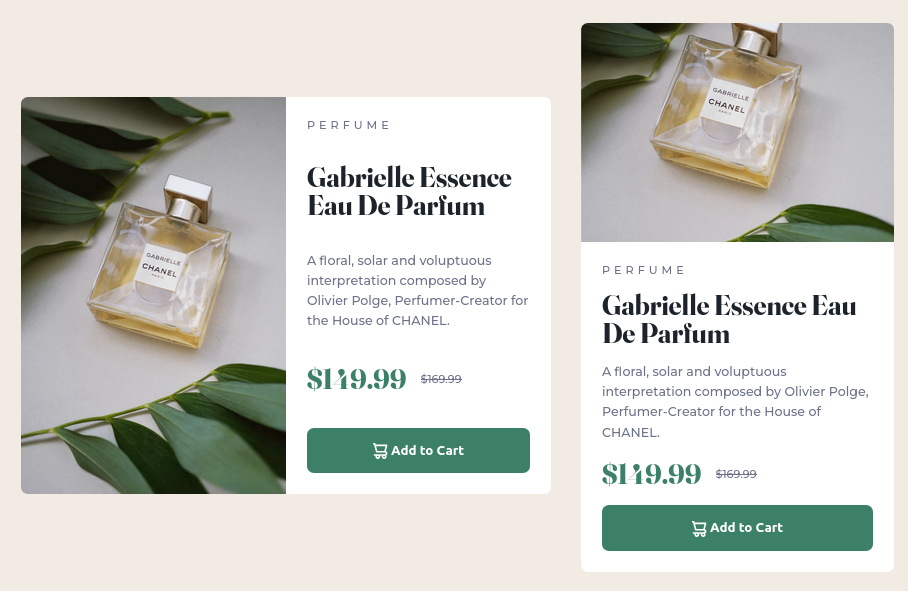 GABRIELLE
CHANEL
PARIS
PERFUME
Gabrielle Essence
Eau De Parfum
A floral, solar and voluptuous
interpretation composed by
Olivier Polge, Perfumer-Creator for
the House of CHANEL.
$149.99 $169.99
Add to Cart
GABRIELLE
CHANEL
PERFUME
Gabrielle Essence Eau
De Parfum
A floral, solar and voluptuous
interpretation composed by Olivier Polge,
Perfumer-Creator for the House of
CHANEL.
$149.99 $169.99
Add to Cart